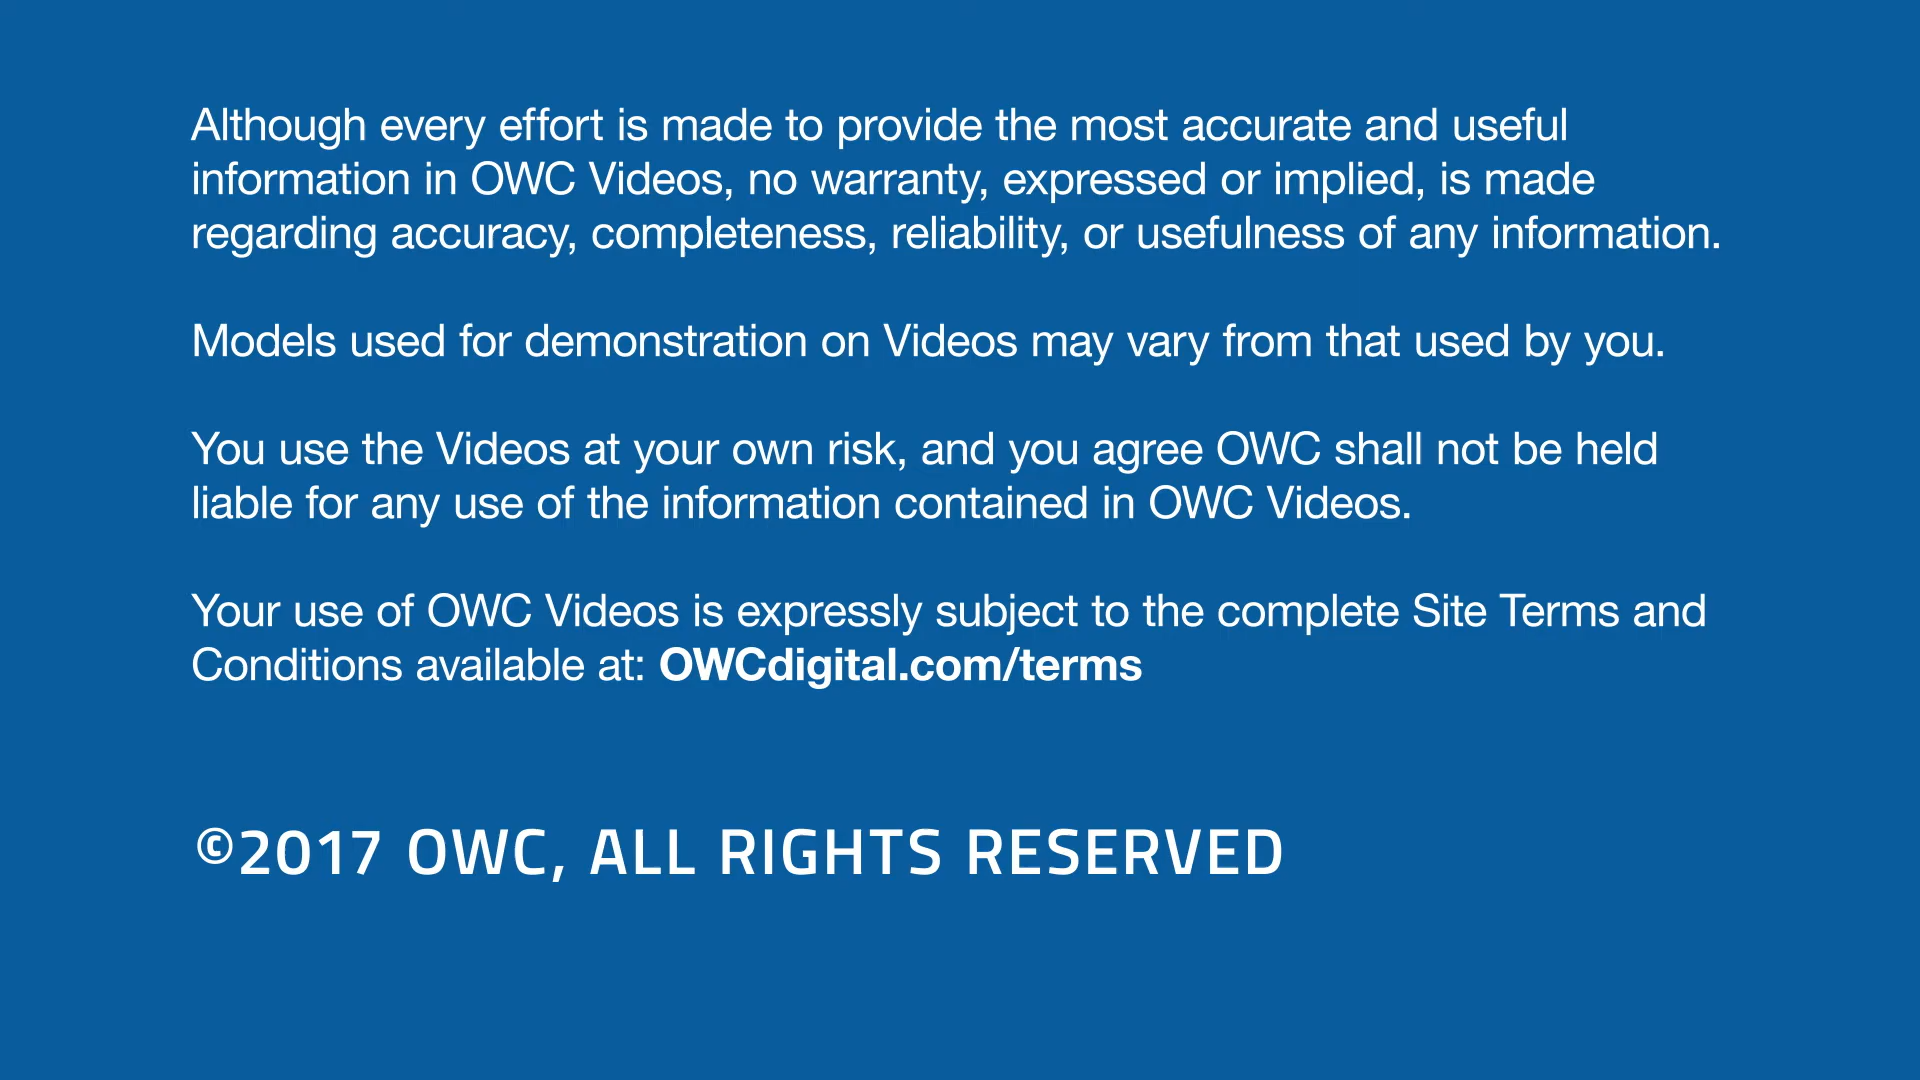 Although every effort is made to provide the most accurate and useful
information in OWC Videos, no warranty, expressed or implied, is made
regarding accuracy, completeness, reliability, or usefulness of any information.
Models used for demonstration on Videos may vary from that used by you.
You use the Videos at your own risk, and you agree OWC shall not be held
liable for any use of the information contained in OWC Videos.
Your use of OWC Videos is expressly subject to the complete Site Terms and
Conditions available at: OWCdigital.com/terms
©2017 OWC, ALL RIGHTS RESERVED